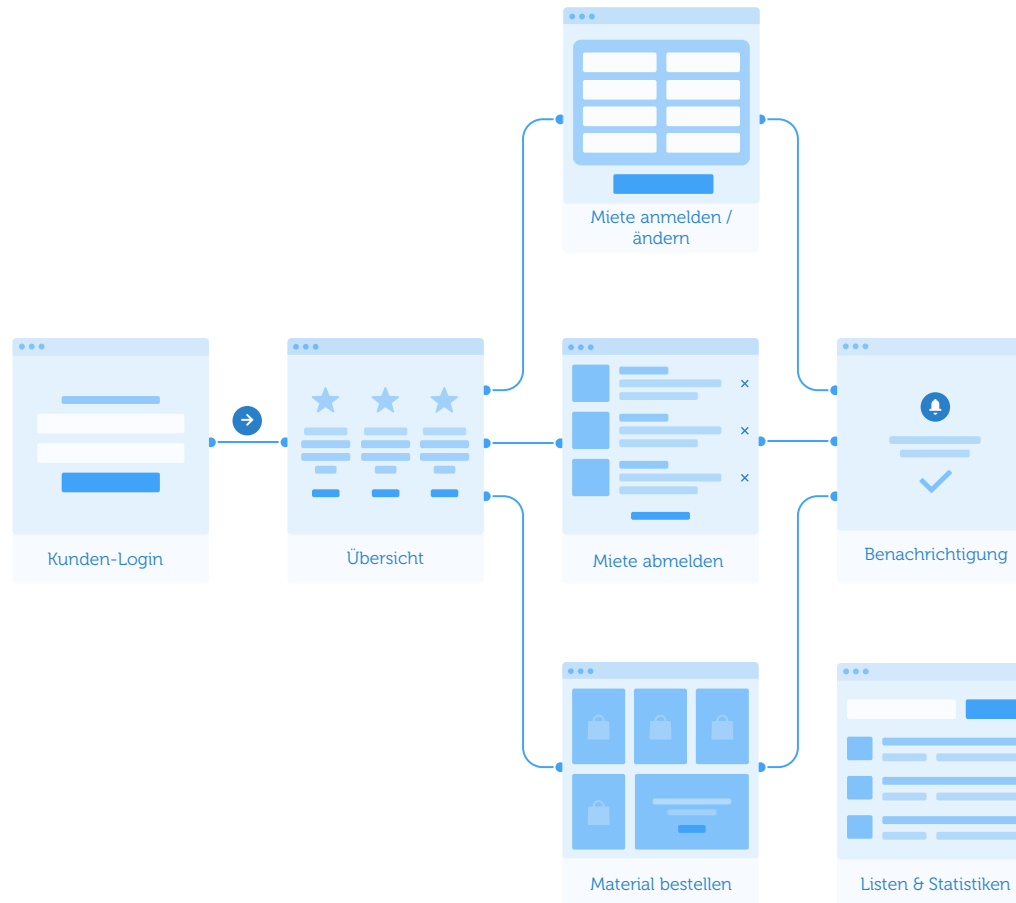 Miete anmelden /
ändern
Kunden-Login
Übersicht
Miete abmelden
Benachrichtigung
Material bestellen
Listen & Statistiken